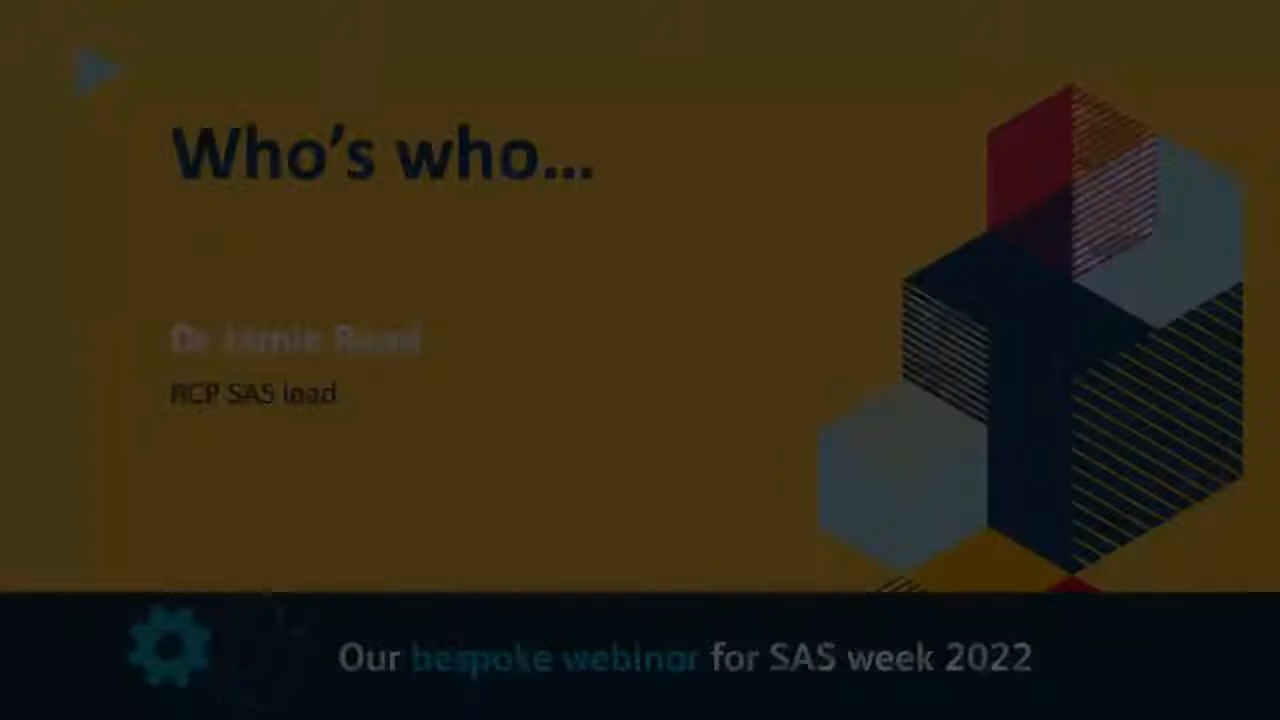 Who's who...
Dr Jamie Read
RCP SAS lead
Our bespoke webinar for SAS week 2022